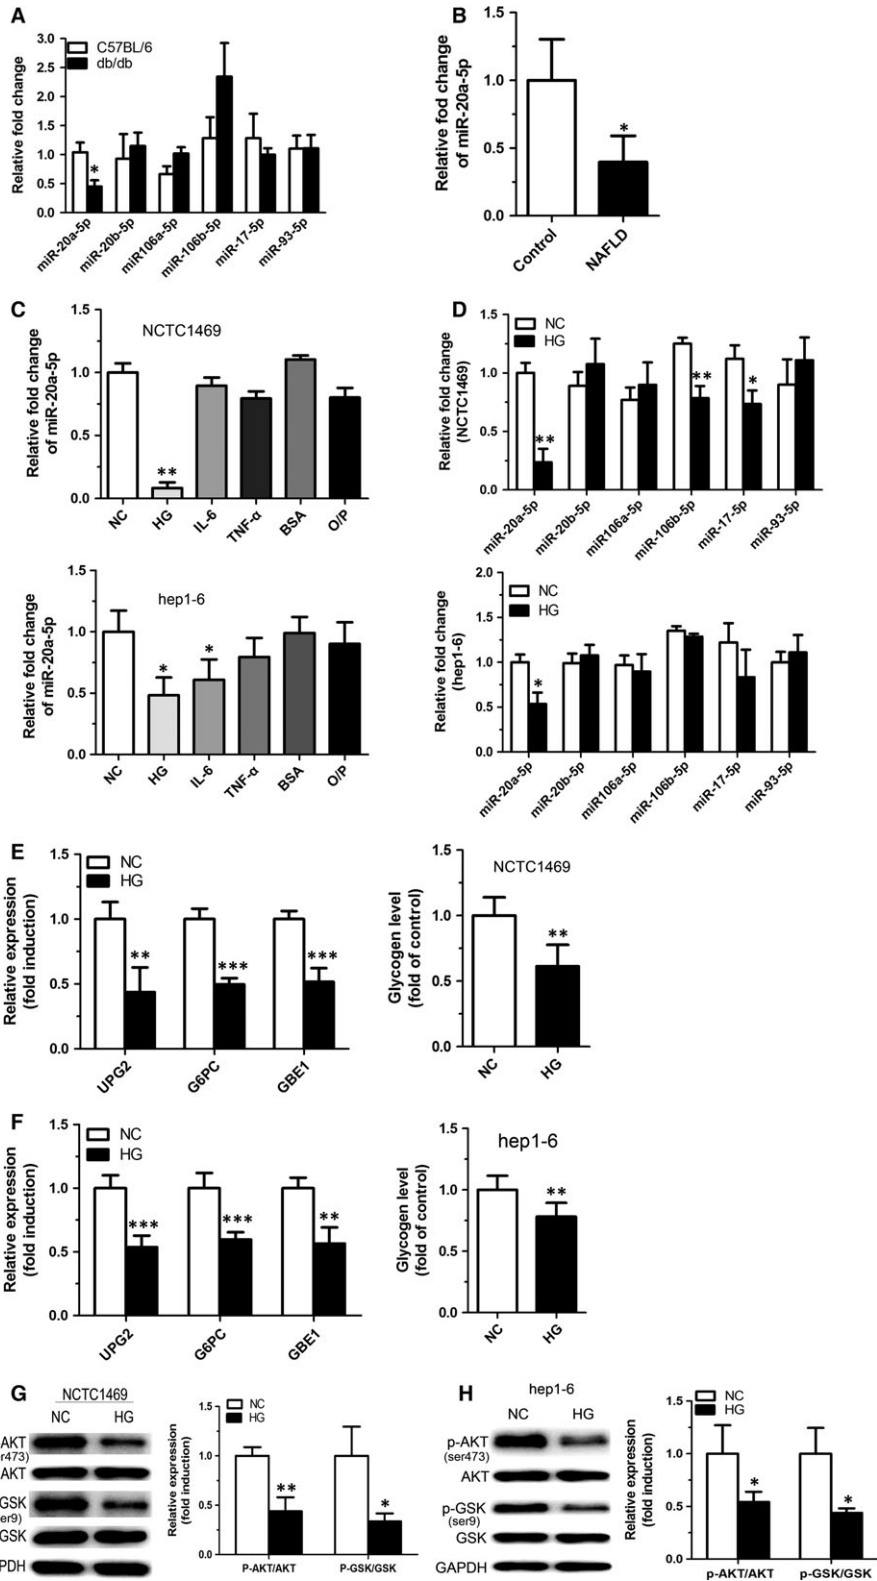 A
Relative fold change
3.0
2.5
2.0
1.5
1.0
0.5
0.0
C57BL/6
db/db
*
miR-20a-5p
miR-20b-5p
miR106a-5p
miR-106b-5p
miR-17-5p
miR-93-5p
B
Relative fod change
of miR-20a-5p
1.5
1.0
0.5
0.0
*
Control
NAFLD
C
Relative fold change
of miR-20a-5p
1.5
1.0
0.5
0.0
NCTC1469
**
NC
HG
IL-6
TNF-α
BSA
O/P
Relative fold change
of miR-20a-5p
1.5
1.0
0.5
0.0
hep1-6
*
*
NC
HG
IL-6
TNF-α
BSA
O/P
D
Relative fold change
(NCTC1469)
1.5
1.0
0.5
0.0
NC
HG
**
**
*
miR-20a-5p
miR-20b-5p
miR106a-5p
miR-106b-5p
miR-17-5p
miR-93-5p
Relative fold change
(hep1-6)
2.0
1.5
1.0
0.5
0.0
NC
HG
*
miR-20a-5p
miR-20b-5p
miR106a-5p
miR-106b-5p
miR-17-5p
miR-93-5p
E
Relative expression
(fold induction)
1.5
1.0
0.5
0.0
NC
HG
**
***
***
UPG2
G6PC
GBE1
Glycogen level
(fold of control)
1.5
1.0
0.5
0.0
NCTC1469
**
NC
HG
F
Relative expression
(fold induction)
1.5
1.0
0.5
0.0
NC
HG
***
***
**
UPG2
G6PC
GBE1
Glycogen level
(fold of control)
1.5
1.0
0.5
0.0
hep1-6
**
NC
HG
G
NCTC1469
NC HG
AKT
r473)
AKT
GSK
er9)
GSK
PDH
Relative expression
(fold induction)
1.5
1.0
0.5
0.0
NC
HG
**
*
P-AKT/AKT
P-GSK/GSK
H
hep1-6
NC HG
p-AKT
(ser473)
AKT
p-GSK
(ser9)
GSK
GAPDH
Relative expression
(fold induction)
1.5
1.0
0.5
0.0
NC
HG
*
*
p-AKT/AKT
p-GSK/GSK